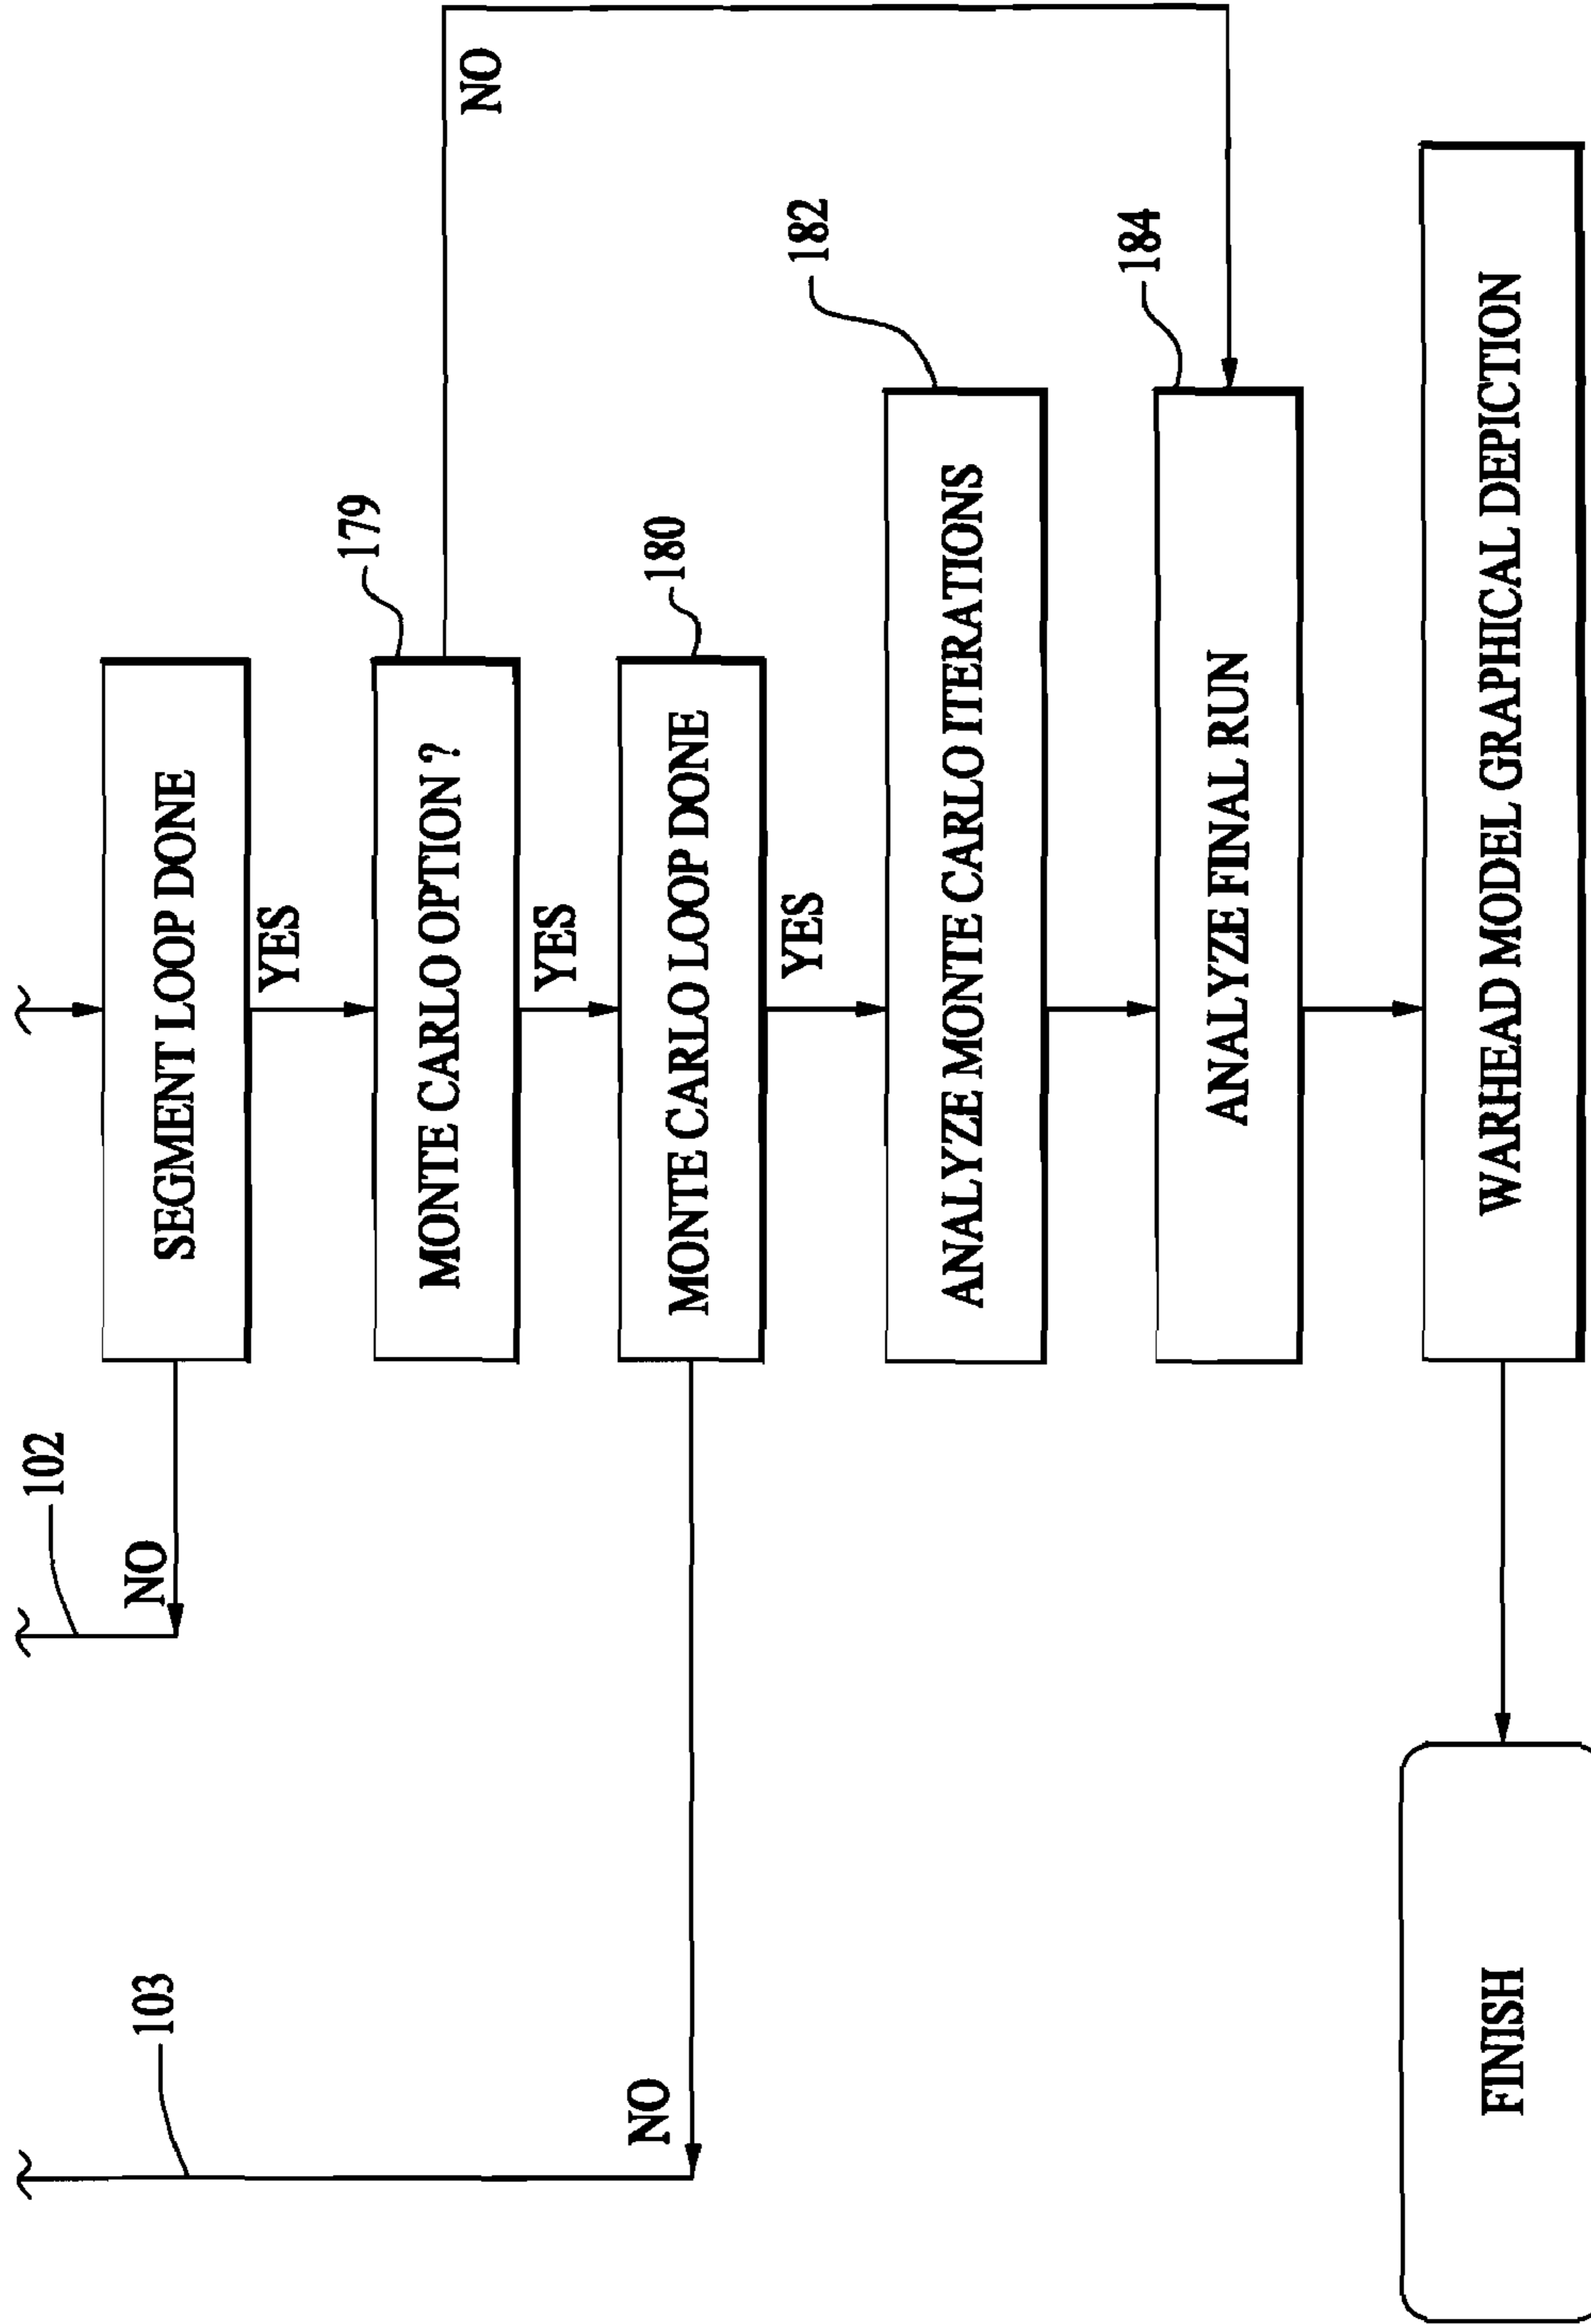 SEGMENT LOOP DONE
102
NO
YES
103
MONTE CARLO OPTION ?
179
NO
YES
MONTE CARLO LOOP DONE
180
NO
YES
ANALYZE MONTE CARLO ITERATIONS
182
ANALYZE FINAL RUN
184
WARHEAD MODEL GRAPHICAL DEPICTION
FINISH